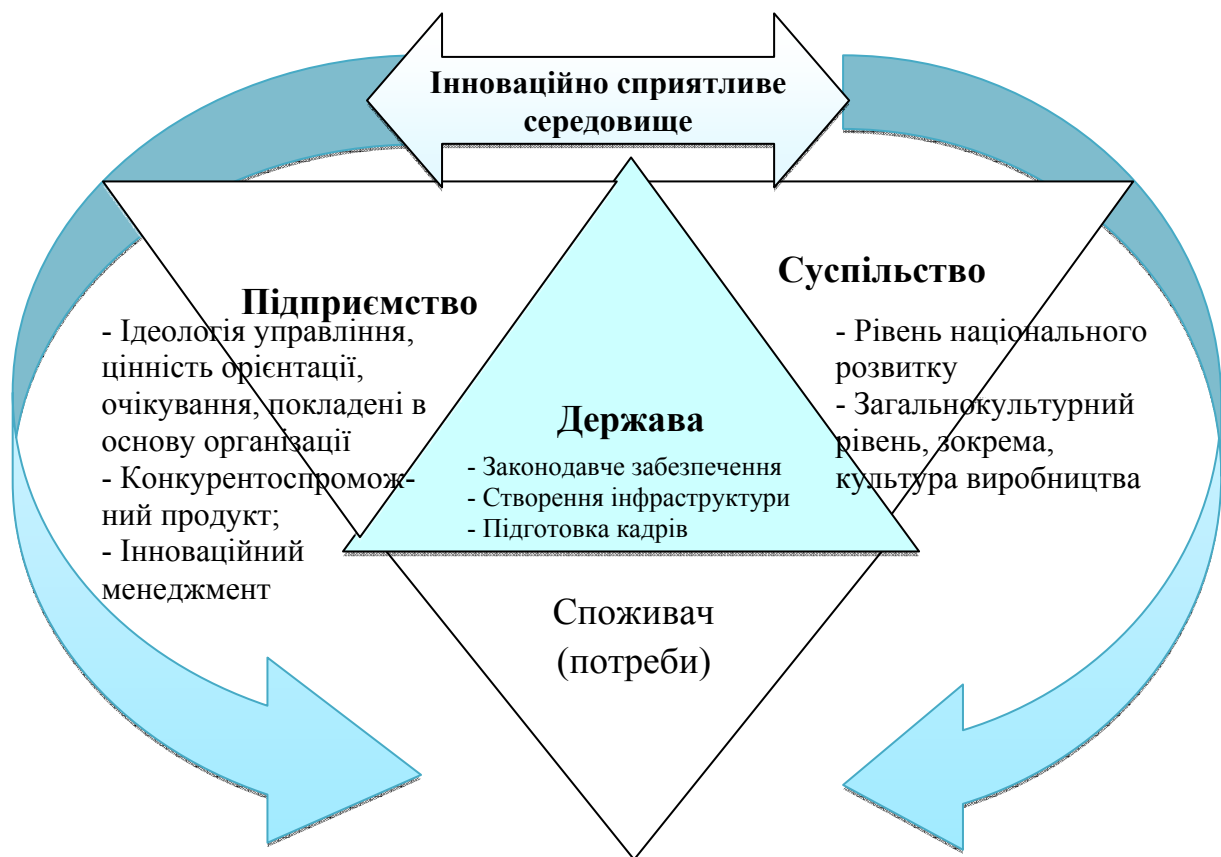 Інноваційно сприятливе
середовище
Підприємство
- Ідеологія управління,
цінність орієнтації,
очікування, покладені в
основу організації
- Конкурентоспромож-
ний продукт;
- Інноваційний
менеджмент
Держава
- Законодавче забезпечення
- Створення інфраструктури
- Підготовка кадрів
Суспільство
- Рівень національного
розвитку
- Загальнокультурний
рівень, зокрема,
культура виробництва
Споживач
(потреби)